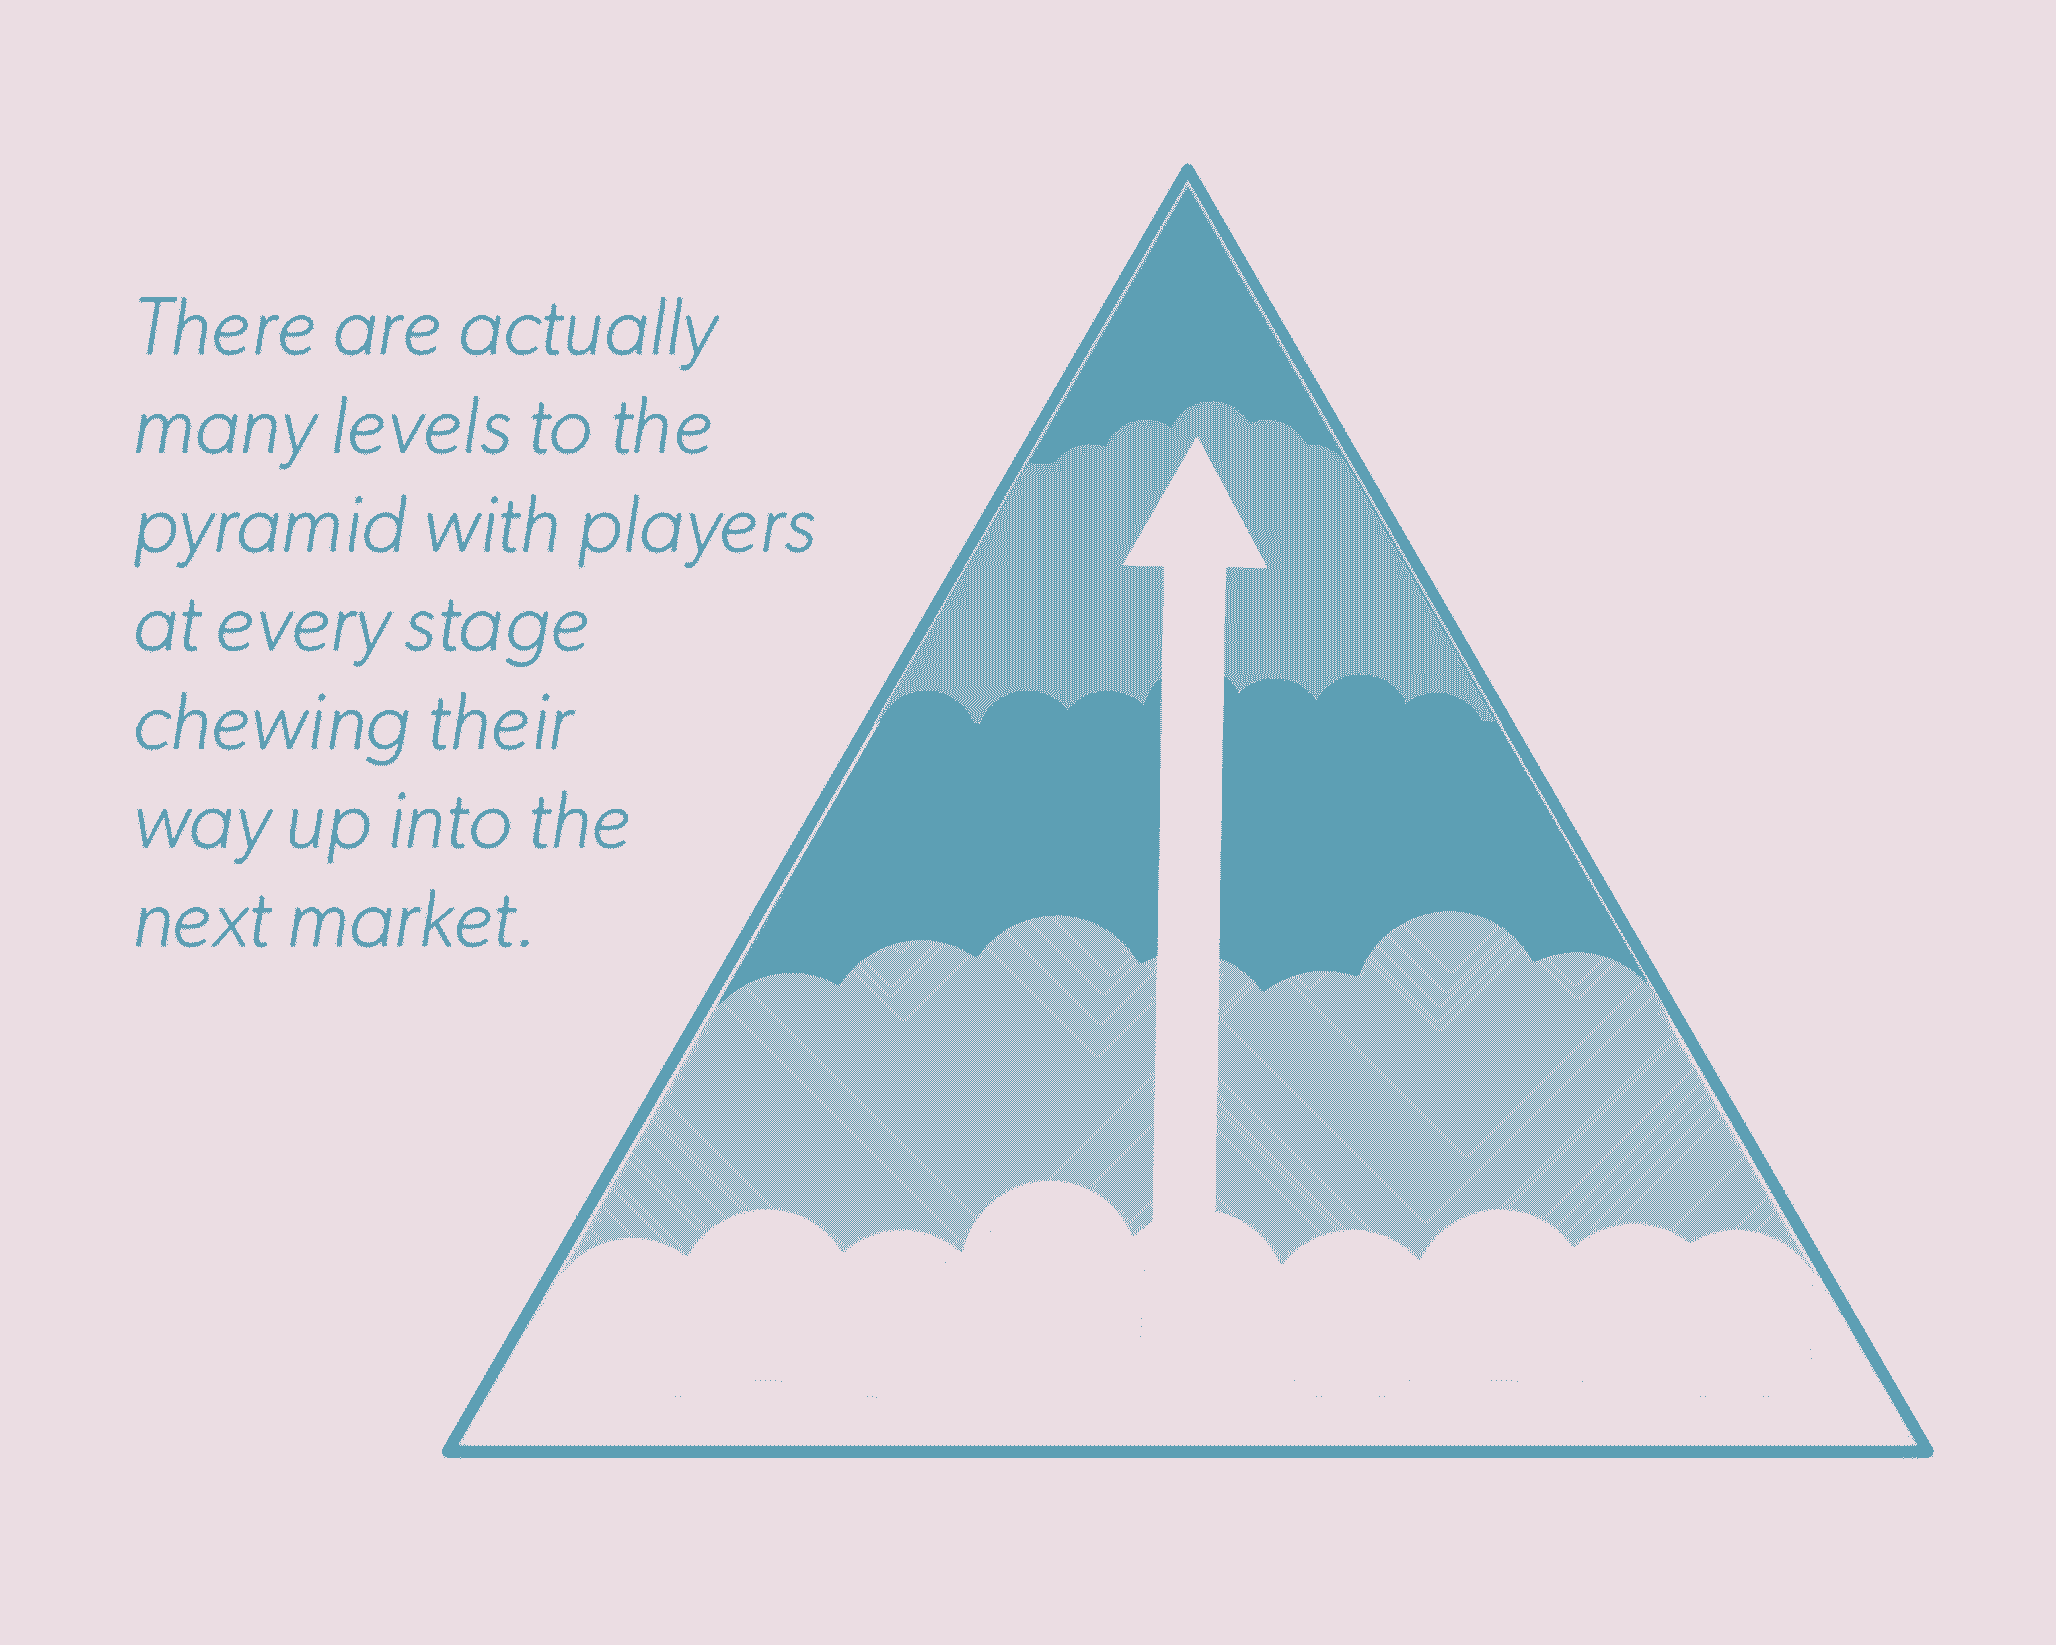 There are actually
many levels to the
pyramid with players
at every stage
chewing their
way up into the
next market.